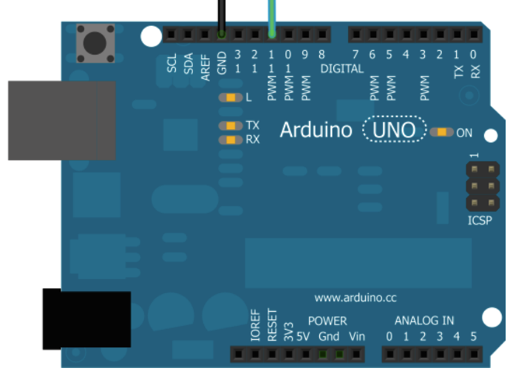 SCL
SDA
AREF
GND
13
12
PWM 11
PWM 10
PWM 9
8
DIGITAL
7
PWM 6
PWM 5
4
PWM 3
2
TX 1
RX 0
L
TX
RX
Arduino UNO
ON
1
ICSP
www.arduino.cc
POWER
IOREF
RESET
3V3
5V
Gnd
Vin
ANALOG IN
0 1 2 3 4 5